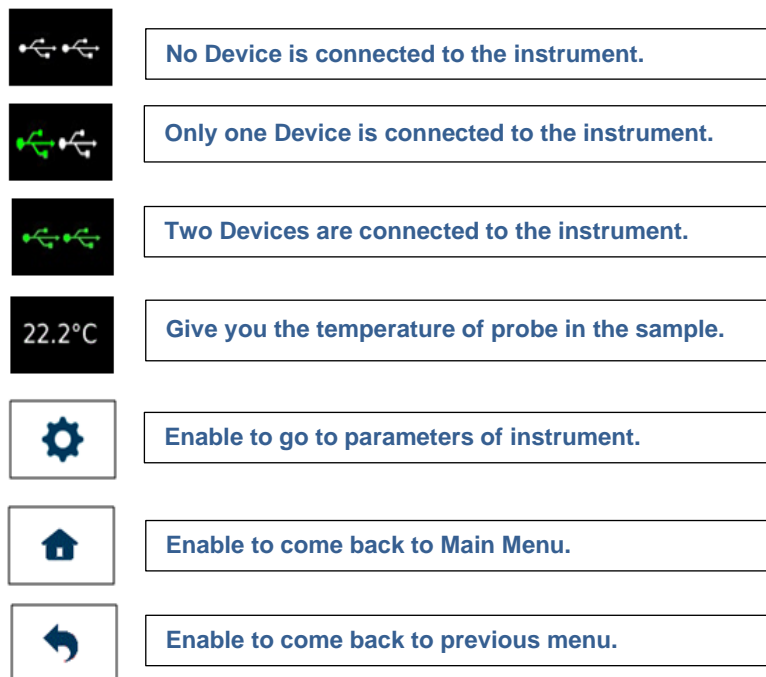 No Device is connected to the instrument.
Only one Device is connected to the instrument.
Two Devices are connected to the instrument.
22.2°C
Give you the temperature of probe in the sample.
Enable to go to parameters of instrument.
Enable to come back to Main Menu.
Enable to come back to previous menu.